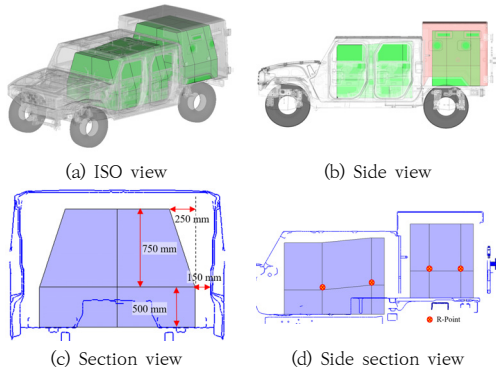 (a) ISO view
(b) Side view
250 mm
750 mm
150 mm
500 mm
(c) Section view
R-Point
(d) Side section view